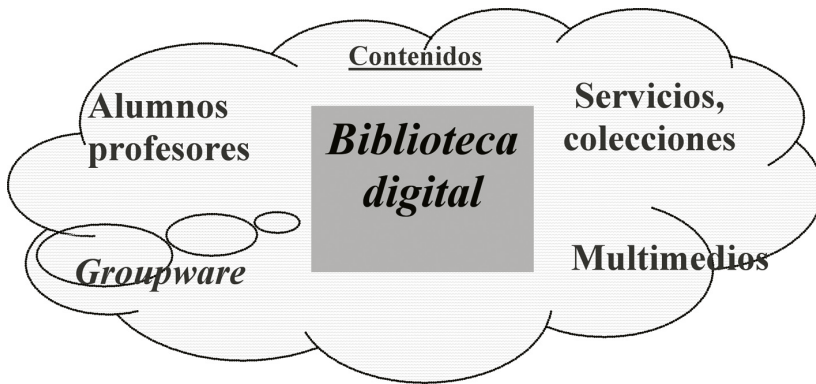 Contenidos
Alumnos
profesores
Biblioteca
digital
Servicios,
colecciones
Groupware
Multimedios